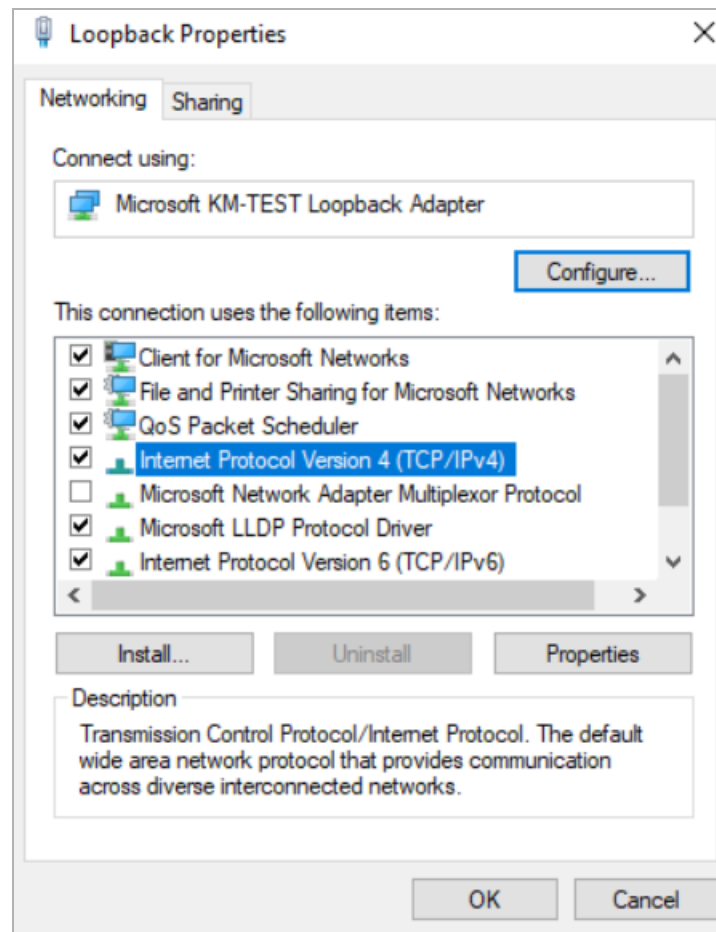 Loopback Properties
Networking
Sharing
Connect using:
Microsoft KM-TEST Loopback Adapter
Configure...
This connection uses the following items:
Client for Microsoft Networks
File and Printer Sharing for Microsoft Networks
QoS Packet Scheduler
Internet Protocol Version 4 (TCP/IPv4)
Microsoft Network Adapter Multiplexor Protocol
Microsoft LLDP Protocol Driver
Internet Protocol Version 6 (TCP/IPv6)
Install...
Uninstall
Properties
Description
Transmission Control Protocol/Internet Protocol. The default
wide area network protocol that provides communication
across diverse interconnected networks.
OK
Cancel